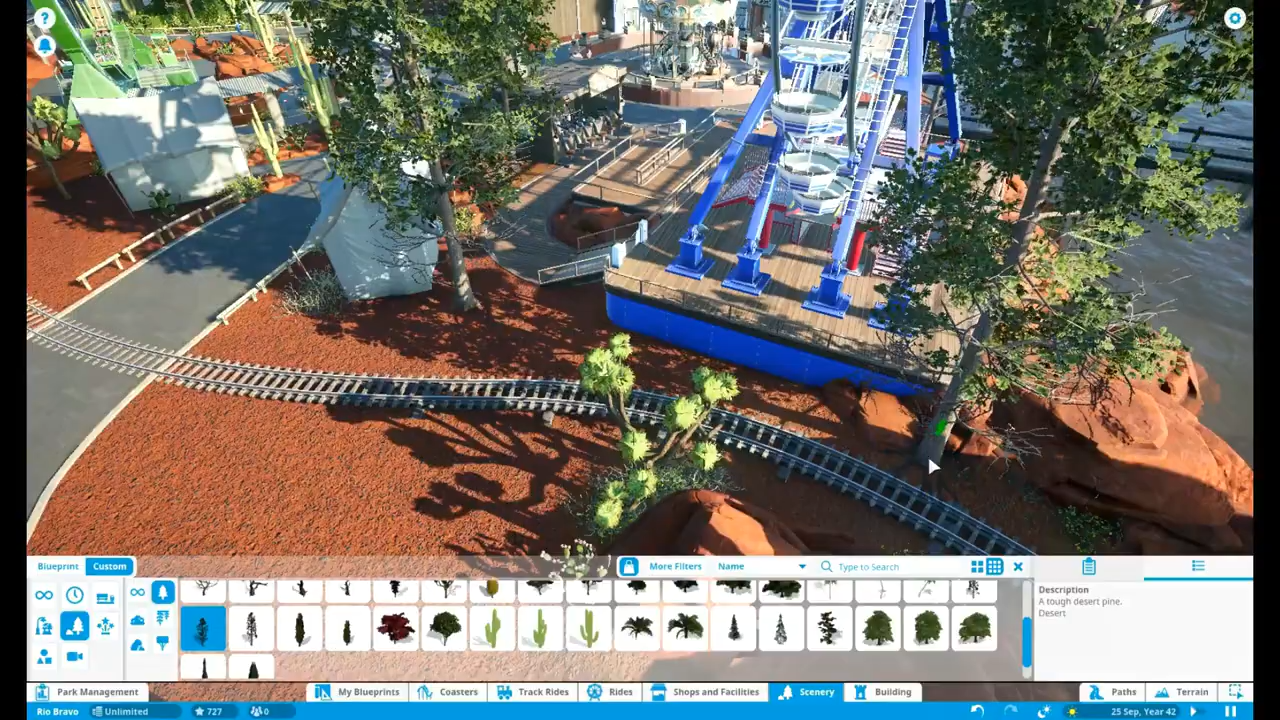 ?
Blueprint Custom More Filters Name Type to Search
Description
A tough desert pine.
Desert
Park Management My Blueprints Coasters Track Rides Rides Shops and Facilities Scenery Building Paths Terrain
Rio Bravo Unlimited 727 0 25 Sep, Year 42